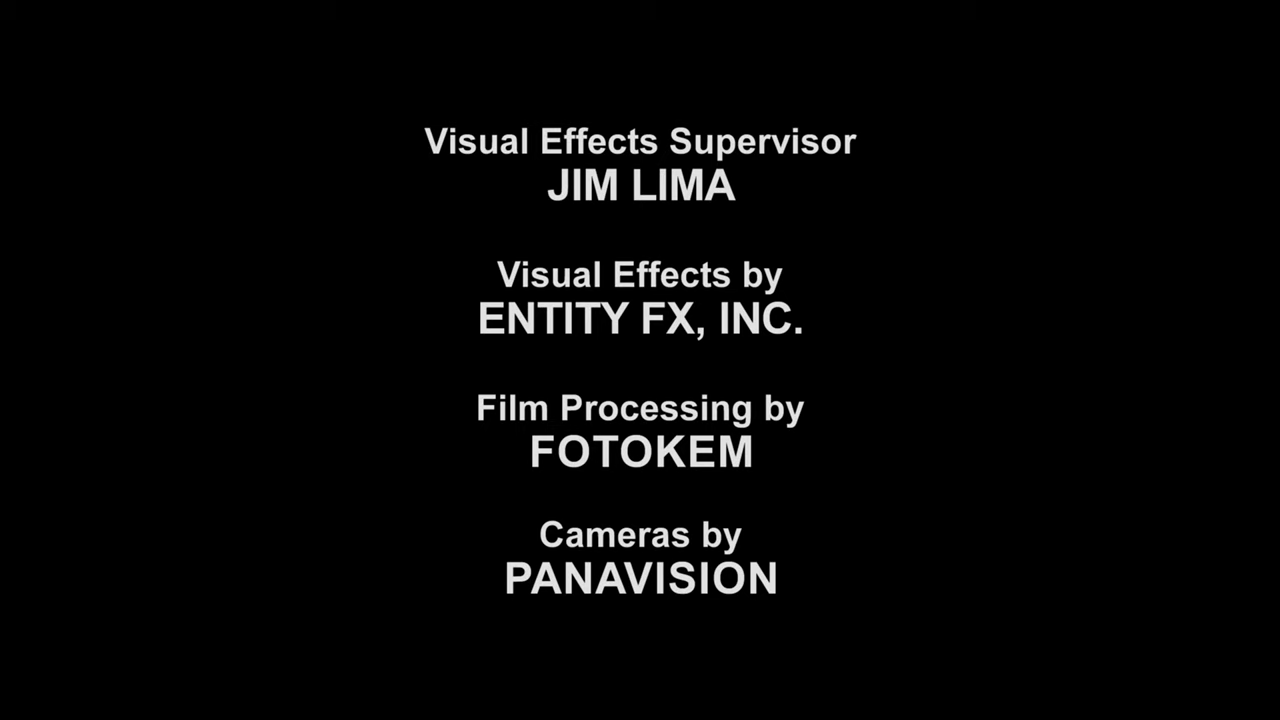 Visual Effects Supervisor
JIM LIMA
Visual Effects by
ENTITY FX, INC.
Film Processing by
FOTOKEM
Cameras by
PANAVISION